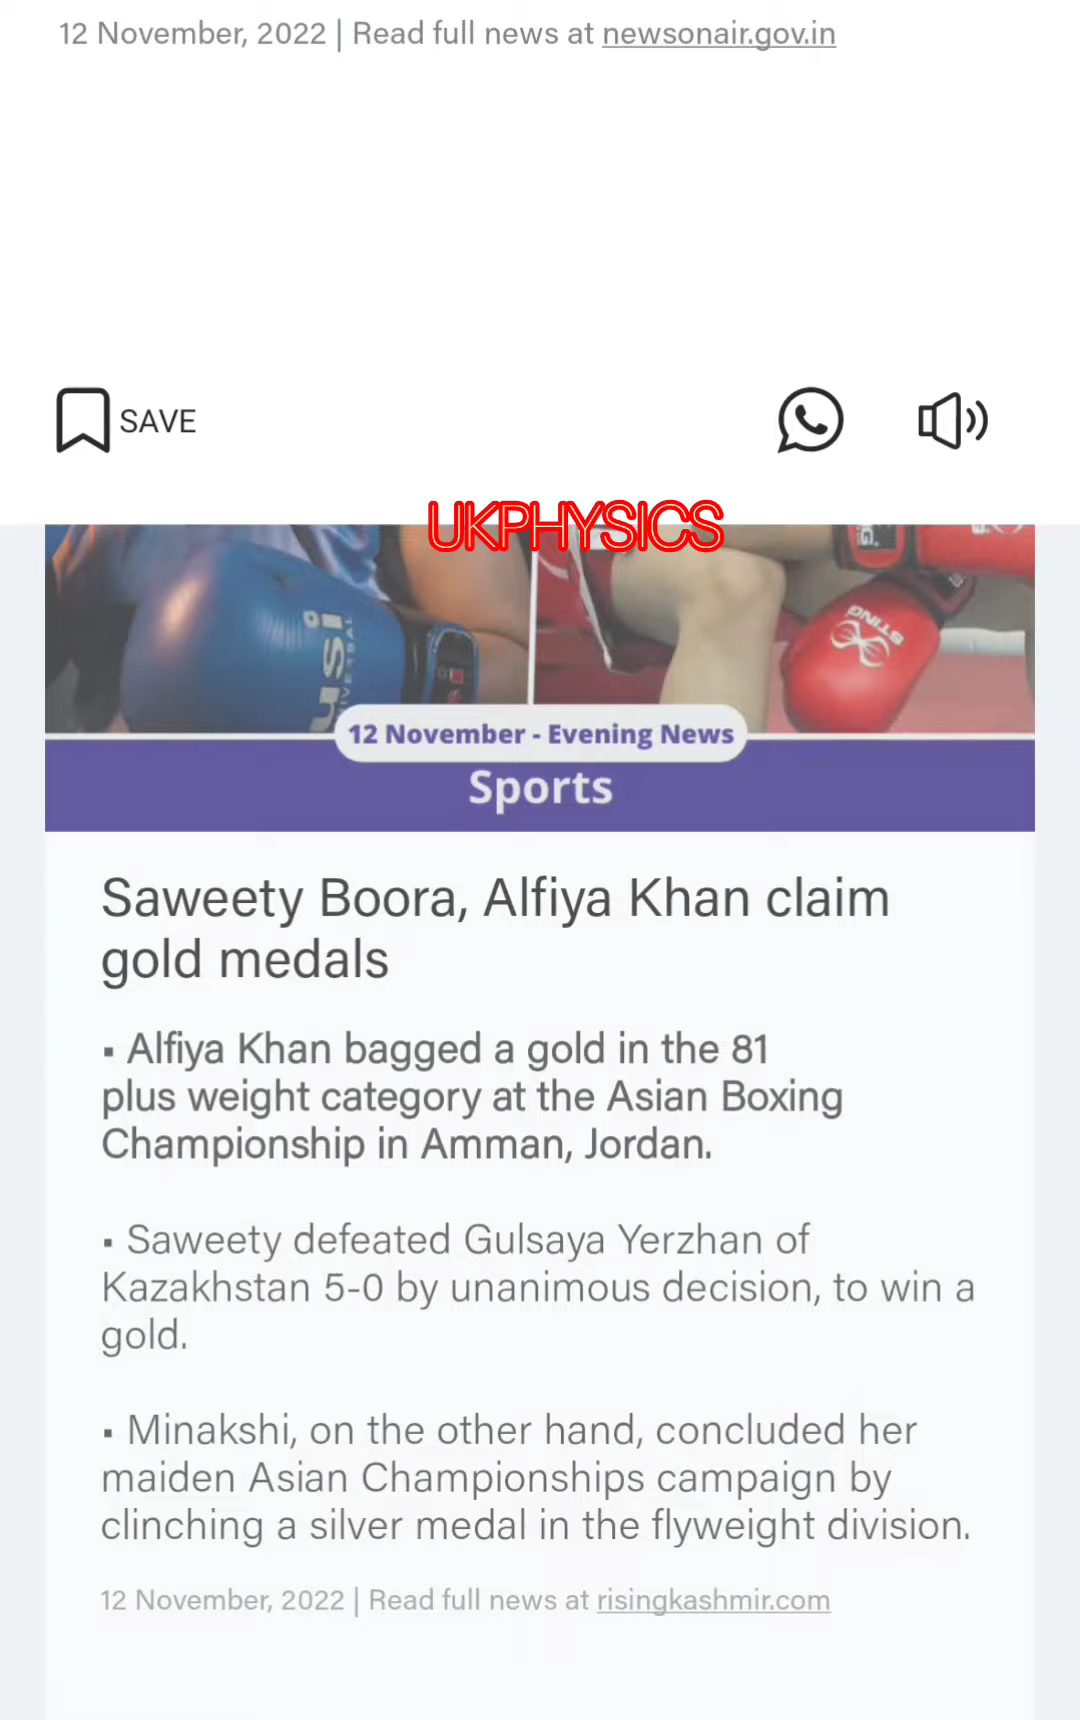 12 November, 2022 | Read full news at newsonair.gov.in
SAVE
UKPHYSICS
STING
usi
UNIVERSAL
12 November - Evening News
Sports
Saweety Boora, Alfiya Khan claim
gold medals
▪ Alfiya Khan bagged a gold in the 81
plus weight category at the Asian Boxing
Championship in Amman, Jordan.
▪ Saweety defeated Gulsaya Yerzhan of
Kazakhstan 5-0 by unanimous decision, to win a
gold.
▪ Minakshi, on the other hand, concluded her
maiden Asian Championships campaign by
clinching a silver medal in the flyweight division.
12 November, 2022 | Read full news at risingkashmir.com